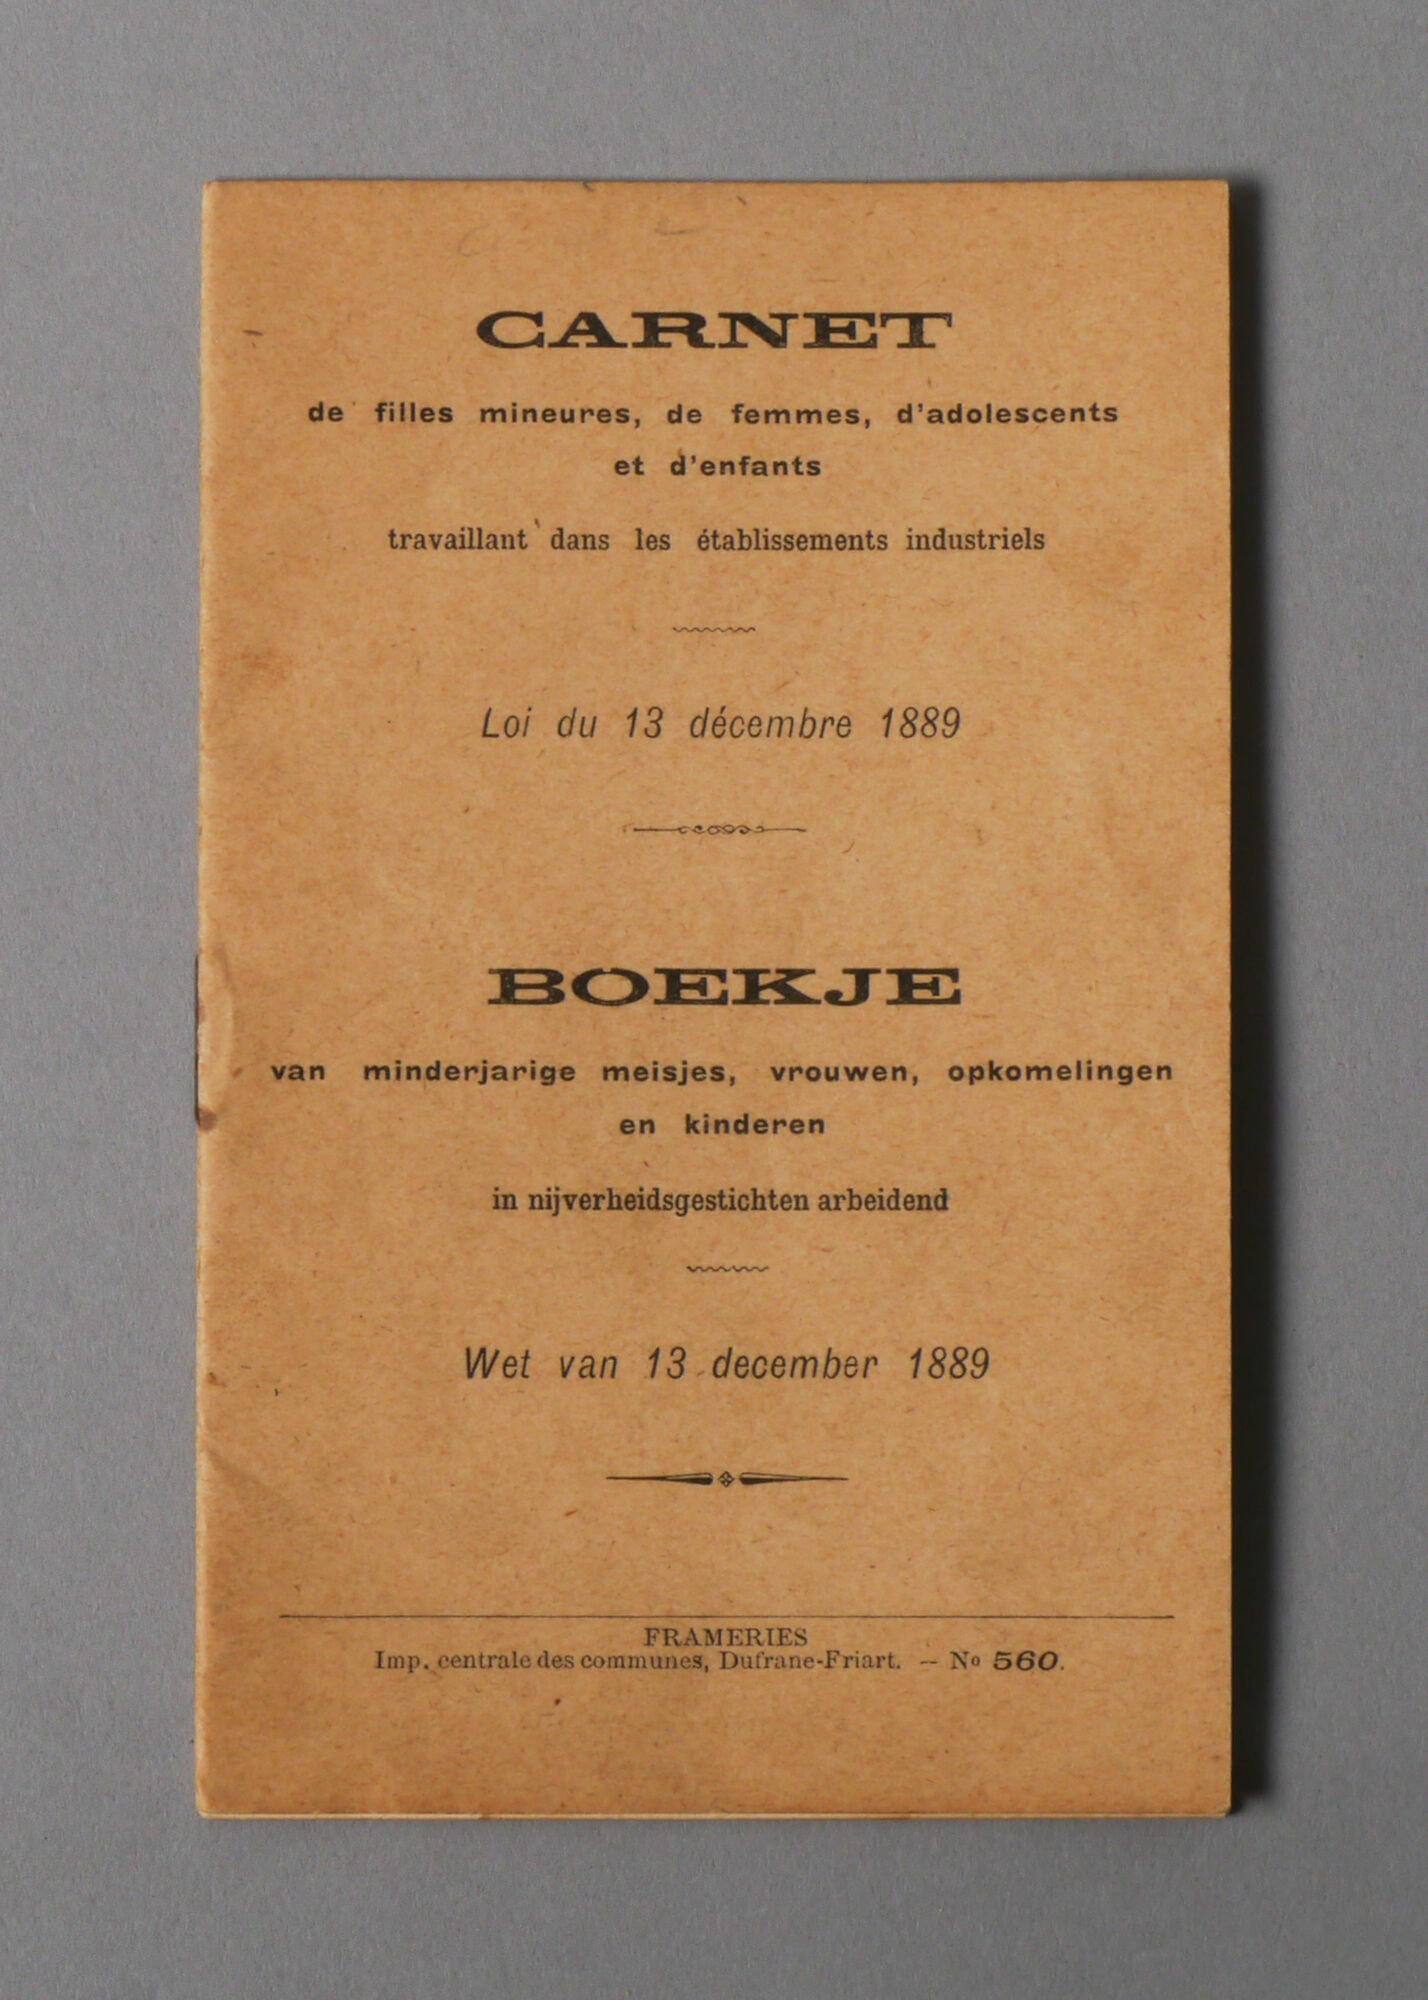 CARNET
de filles mineures, de femmes, d'adolescents
et d'enfants
travaillant dans les établissements industriels
Loi du 13 décembre 1889
BOEKJE
van minderjarige meisjes, vrouwen, opkomelingen
en kinderen
in nijverheidsgestichten arbeidend
Wet van 13 december 1889
FRAMERIES
Imp. centrale des communes, Dufrane-Friart. — No 560.